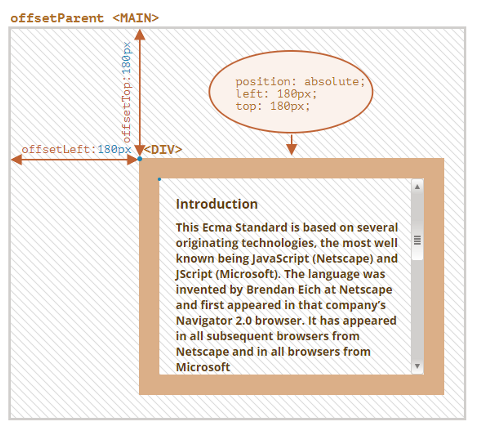 offsetParent <MAIN>
offsetTop:180px
position: absolute;
left: 180px;
top: 180px;
offsetLeft:180px
<DIV>
Introduction
This Ecma Standard is based on several
originating technologies, the most well
known being JavaScript (Netscape) and
JScript (Microsoft). The language was
invented by Brendan Eich at Netscape
and first appeared in that company's
Navigator 2.0 browser. It has appeared
in all subsequent browsers from
Netscape and in all browsers from
Microsoft